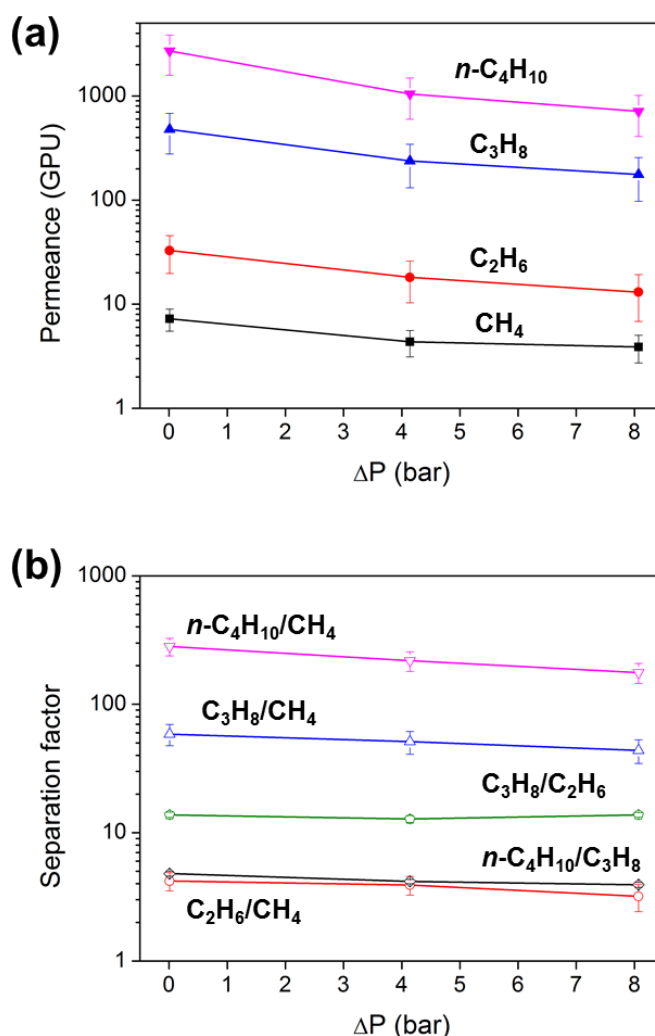 (a)
Permeance (GPU)
1000
100
10
1
n-C₄H₁₀
C₃H₈
C₂H₆
CH₄
0 1 2 3 4 5 6 7 8
ΔP (bar)
(b)
Separation factor
1000
100
10
1
n-C₄H₁₀/CH₄
C₃H₈/CH₄
C₃H₈/C₂H₆
n-C₄H₁₀/C₃H₈
C₂H₆/CH₄
0 1 2 3 4 5 6 7 8
ΔP (bar)